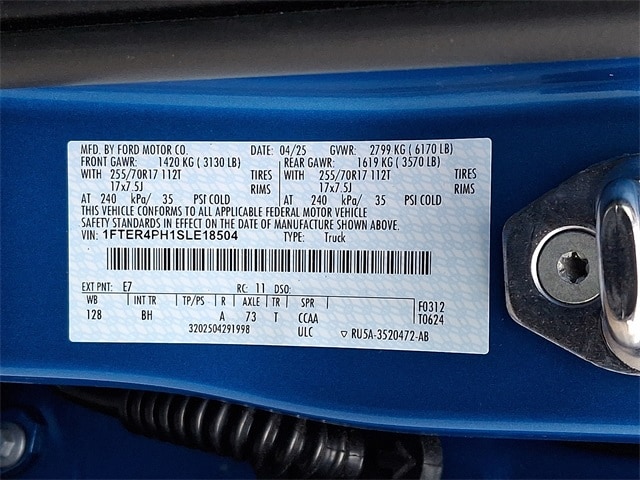 MFD. BY FORD MOTOR CO. DATE: 04/25 GVWR: 2799 KG (6170 LB)
FRONT GAWR: 1420 KG (3130 LB) REAR GAWR: 1619 KG (3570 LB)
WITH 255/70R17 112T TIRES WITH 255/70R17 112T TIRES
17x7.5J RIMS 17x7.5J RIMS
AT 240 kPa/ 35 PSI COLD AT 240 kPa/ 35 PSI COLD
THIS VEHICLE CONFORMS TO ALL APPLICABLE FEDERAL MOTOR VEHICLE
SAFETY STANDARDS IN EFFECT ON THE DATE OF MANUFACTURE SHOWN ABOVE.
VIN: 1FTER4PH1SLE18504 TYPE: Truck
EXT PNT: E7 RC: 11 DSO:
WB INT TR TP/PS R AXLE TR SPR F0312
128 BH A 73 T CCAA T0624
3202504291998 ULC ▽ RU5A-3520472-AB